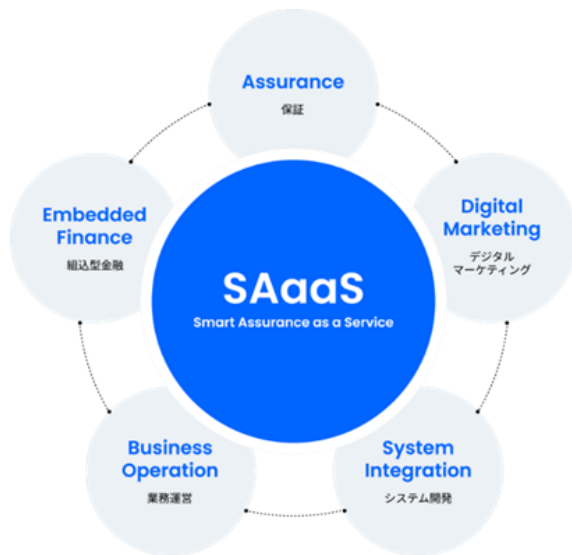 Assurance
保証
Embedded
Finance
組込型金融
Digital
Marketing
デジタル
マーケティング
SAaaS
Smart Assurance as a Service
Business
Operation
業務運営
System
Integration
システム開発